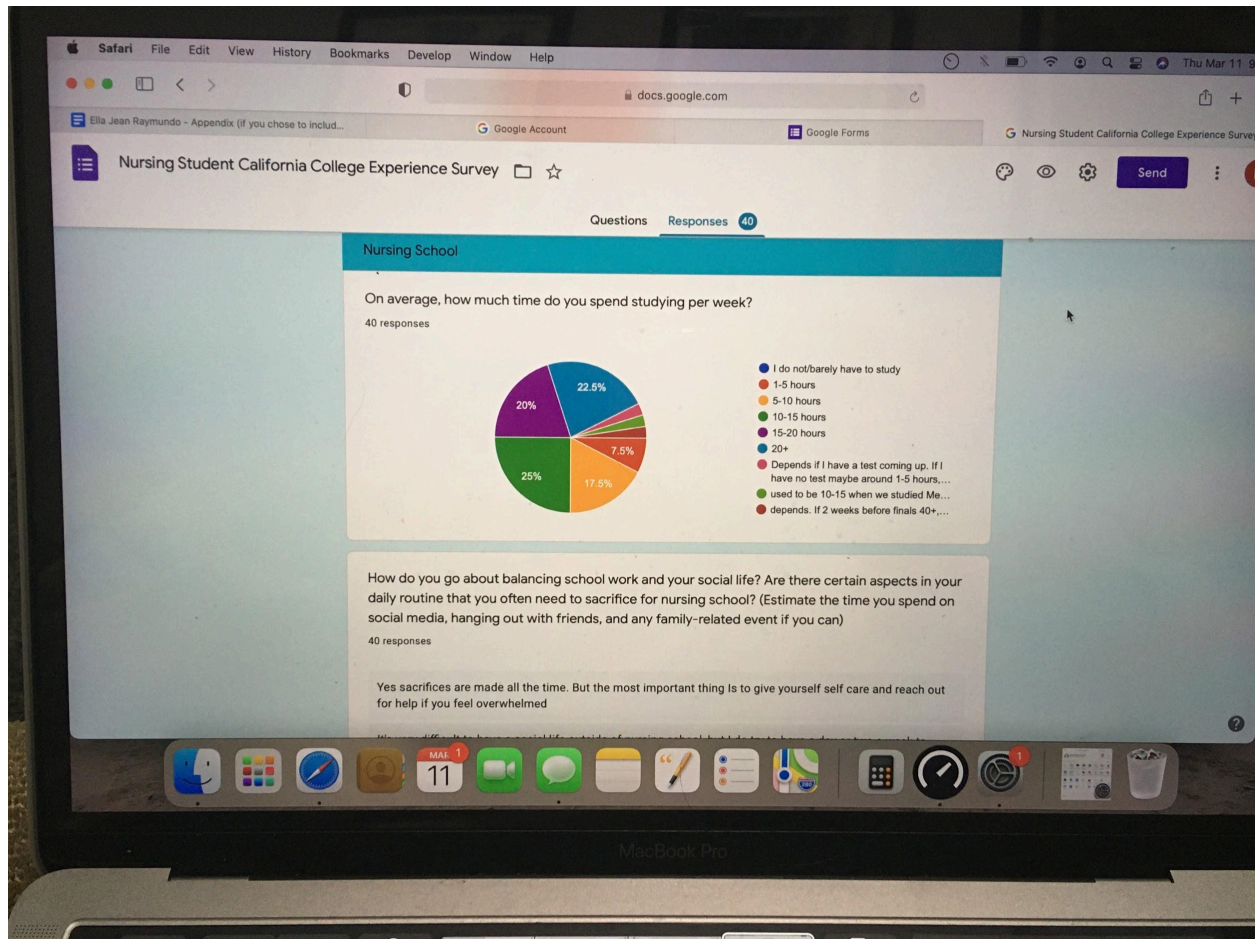 Safari File Edit View History Bookmarks Develop Window Help
Thu Mar 11 9
docs.google.com
Ella Jean Raymundo - Appendix (if you chose to includ...
Google Account
Google Forms
Nursing Student California College Experience Surve
Nursing Student California College Experience Survey
Send
Questions Responses 40
Nursing School
On average, how much time do you spend studying per week?
40 responses
22.5%
20%
7.5%
25%
17.5%
I do not/barely have to study
1-5 hours
5-10 hours
10-15 hours
15-20 hours
20+
Depends if I have a test coming up. If I
have no test maybe around 1-5 hours,...
used to be 10-15 when we studied Me...
depends. If 2 weeks before finals 40+,...
How do you go about balancing school work and your social life? Are there certain aspects in your
daily routine that you often need to sacrifice for nursing school? (Estimate the time you spend on
social media, hanging out with friends, and any family-related event if you can)
40 responses
Yes sacrifices are made all the time. But the most important thing Is to give yourself self care and reach out
for help if you feel overwhelmed
MAR 1
11
1
280
MacBook Pro